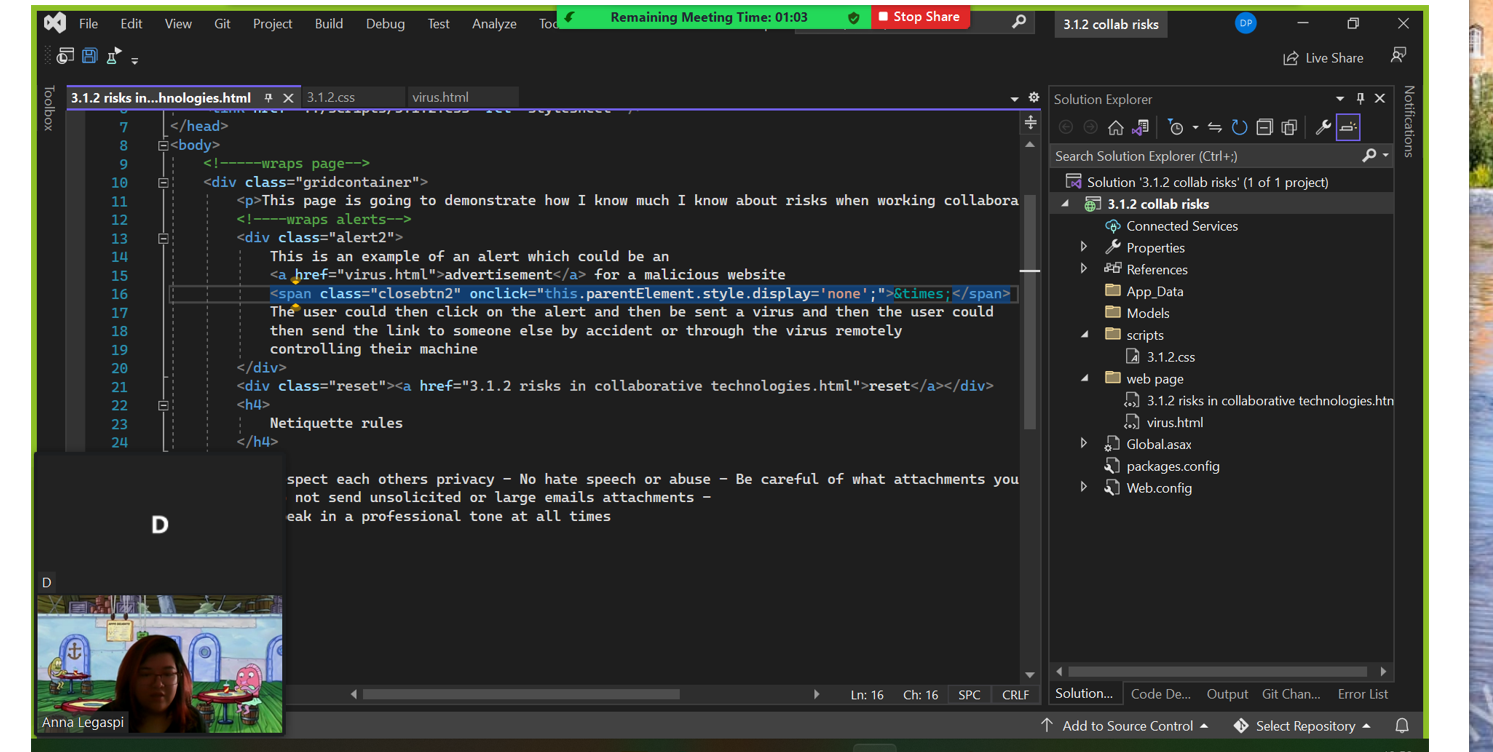 File Edit View Git Project Build Debug Test Analyze Remaining Meeting Time: 01:03 Stop Share 3.1.2 collab risks DP
Live Share
Toolbox
3.1.2 risks in...hnologies.html 3.1.2.css virus.html
7 </head>
8 <body>
9 <!-----wraps page-->
10 <div class="gridcontainer">
11 <p>This page is going to demonstrate how I know much I know about risks when working collabora
12 <!----wraps alerts-->
13 <div class="alert2">
14 This is an example of an alert which could be an
15 <a href="virus.html">advertisement</a> for a malicious website
16 <span class="closebtn2" onclick="this.parentElement.style.display='none';">&times;</span>
17 The user could then click on the alert and then be sent a virus and then the user could
18 then send the link to someone else by accident or through the virus remotely
19 controlling their machine
20 </div>
21 <div class="reset"><a href="3.1.2 risks in collaborative technologies.html">reset</a></div>
22 <h4>
23 Netiquette rules
24 </h4>
spect each others privacy - No hate speech or abuse - Be careful of what attachments you
not send unsolicited or large emails attachments -
eak in a professional tone at all times
D
D
Anna Legaspi
Ln: 16 Ch: 16 SPC CRLF
Solution Explorer
Search Solution Explorer (Ctrl+;)
Solution '3.1.2 collab risks' (1 of 1 project)
3.1.2 collab risks
Connected Services
Properties
References
App_Data
Models
scripts
3.1.2.css
web page
3.1.2 risks in collaborative technologies.htn
virus.html
Global.asax
packages.config
Web.config
Solution... Code De... Output Git Chan... Error List
Add to Source Control Select Repository
Notifications